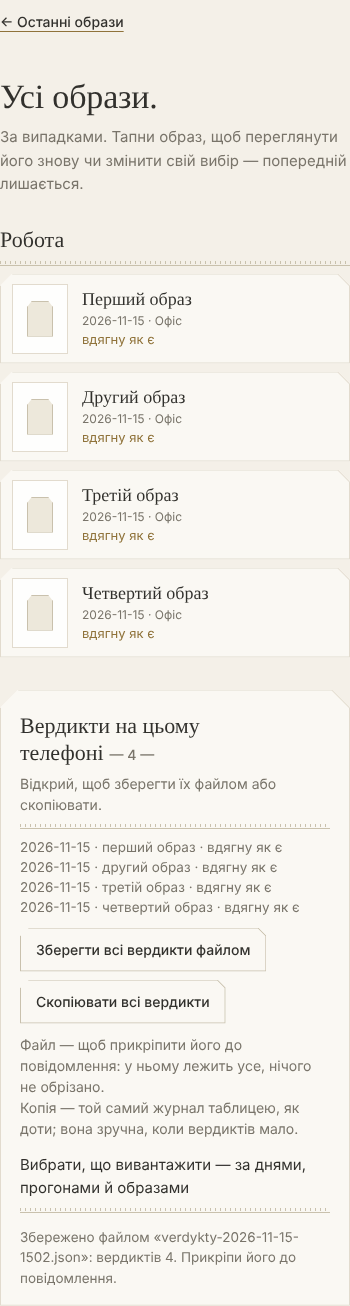 ← Останні образи
Усі образи.
За випадками. Тапни образ, щоб переглянути
його знову чи змінити свій вибір — попередній
лишається.
Робота
Перший образ
2026-11-15 · Офіс
вдягну як є
Другий образ
2026-11-15 · Офіс
вдягну як є
Третій образ
2026-11-15 · Офіс
вдягну як є
Четвертий образ
2026-11-15 · Офіс
вдягну як є
Вердикти на цьому
телефоні — 4 —
Відкрий, щоб зберегти їх файлом або
скопіювати.
2026-11-15 · перший образ · вдягну як є
2026-11-15 · другий образ · вдягну як є
2026-11-15 · третій образ · вдягну як є
2026-11-15 · четвертий образ · вдягну як є
Зберегти всі вердикти файлом
Скопіювати всі вердикти
Файл — щоб прикріпити його до
повідомлення: у ньому лежить усе, нічого
не обрізано.
Копія — той самий журнал таблицею, як
доти; вона зручна, коли вердиктів мало.
Вибрати, що вивантажити — за днями,
прогонами й образами
Збережено файлом «verdykty-2026-11-15-
1502.json»: вердиктів 4. Прикріпи його до
повідомлення.